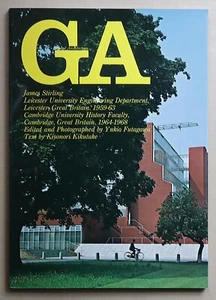 GA
James Stirling
Leicester University Engineering Department,
Leicester, Great Britain. 1959-63
Cambridge University History Faculty,
Cambridge, Great Britain, 1964-1968
Edited and Photographed by Yukio Futagawa
Text by Kiyonori Kikutake